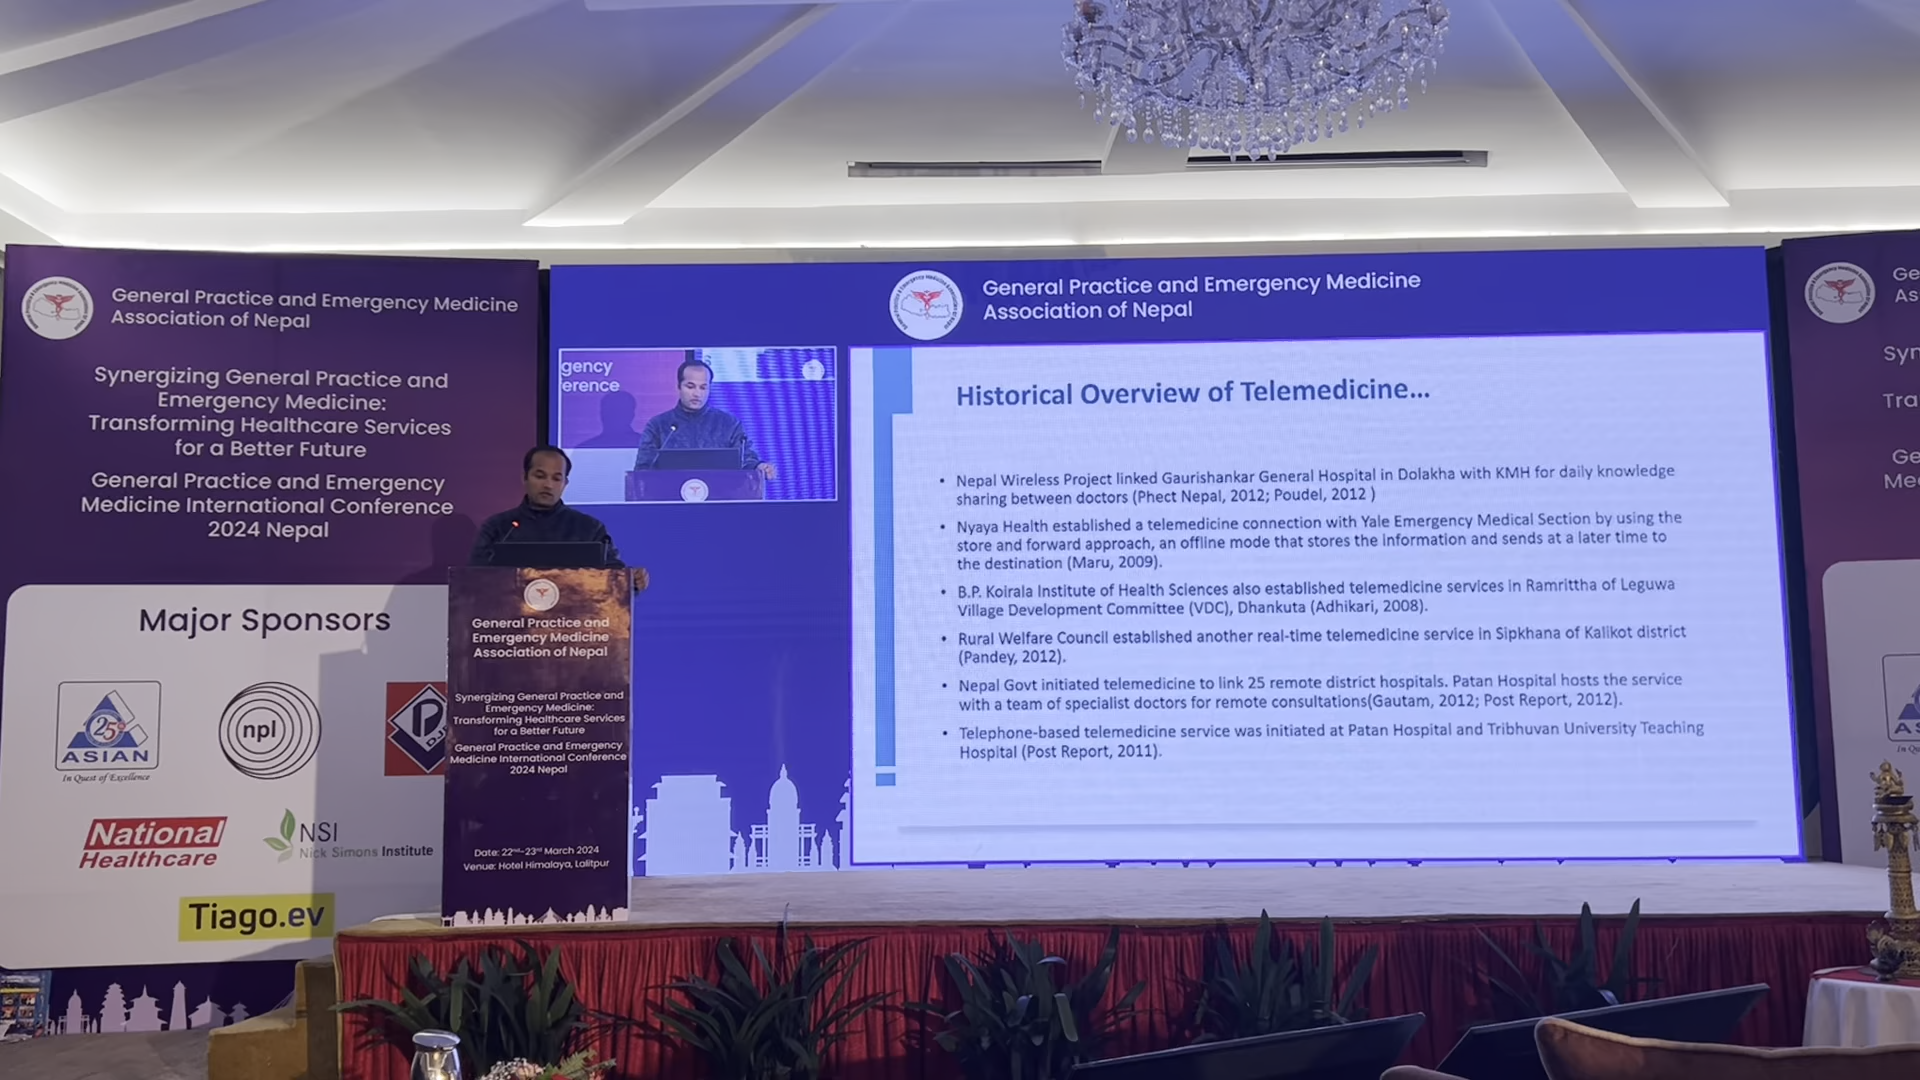 General Practice and Emergency Medicine
Association of Nepal
Synergizing General Practice and
Emergency Medicine:
Transforming Healthcare Services
for a Better Future
General Practice and Emergency
Medicine International Conference
2024 Nepal
Major Sponsors
25
ASIAN
In Quest of Excellence
npl
National
Healthcare
NSI
Nick Simons Institute
Tiago.ev
General Practice and
Emergency Medicine
Association of Nepal
Synergizing General Practice and
Emergency Medicine:
Transforming Healthcare Services
for a Better Future
General Practice and Emergency
Medicine International Conference
2024 Nepal
Date: 22nd-23rd March 2024
Venue: Hotel Himalaya, Lalitpur
gency
erence
General Practice and Emergency Medicine
Association of Nepal
Historical Overview of Telemedicine...
• Nepal Wireless Project linked Gaurishankar General Hospital in Dolakha with KMH for daily knowledge
sharing between doctors (Phect Nepal, 2012; Poudel, 2012 )
• Nyaya Health established a telemedicine connection with Yale Emergency Medical Section by using the
store and forward approach, an offline mode that stores the information and sends at a later time to
the destination (Maru, 2009).
• B.P. Koirala Institute of Health Sciences also established telemedicine services in Ramrittha of Leguwa
Village Development Committee (VDC), Dhankuta (Adhikari, 2008).
• Rural Welfare Council established another real-time telemedicine service in Sipkhana of Kalikot district
(Pandey, 2012).
• Nepal Govt initiated telemedicine to link 25 remote district hospitals. Patan Hospital hosts the service
with a team of specialist doctors for remote consultations(Gautam, 2012; Post Report, 2012).
• Telephone-based telemedicine service was initiated at Patan Hospital and Tribhuvan University Teaching
Hospital (Post Report, 2011).
Ge
As
Syn
Tra
Ge
Me